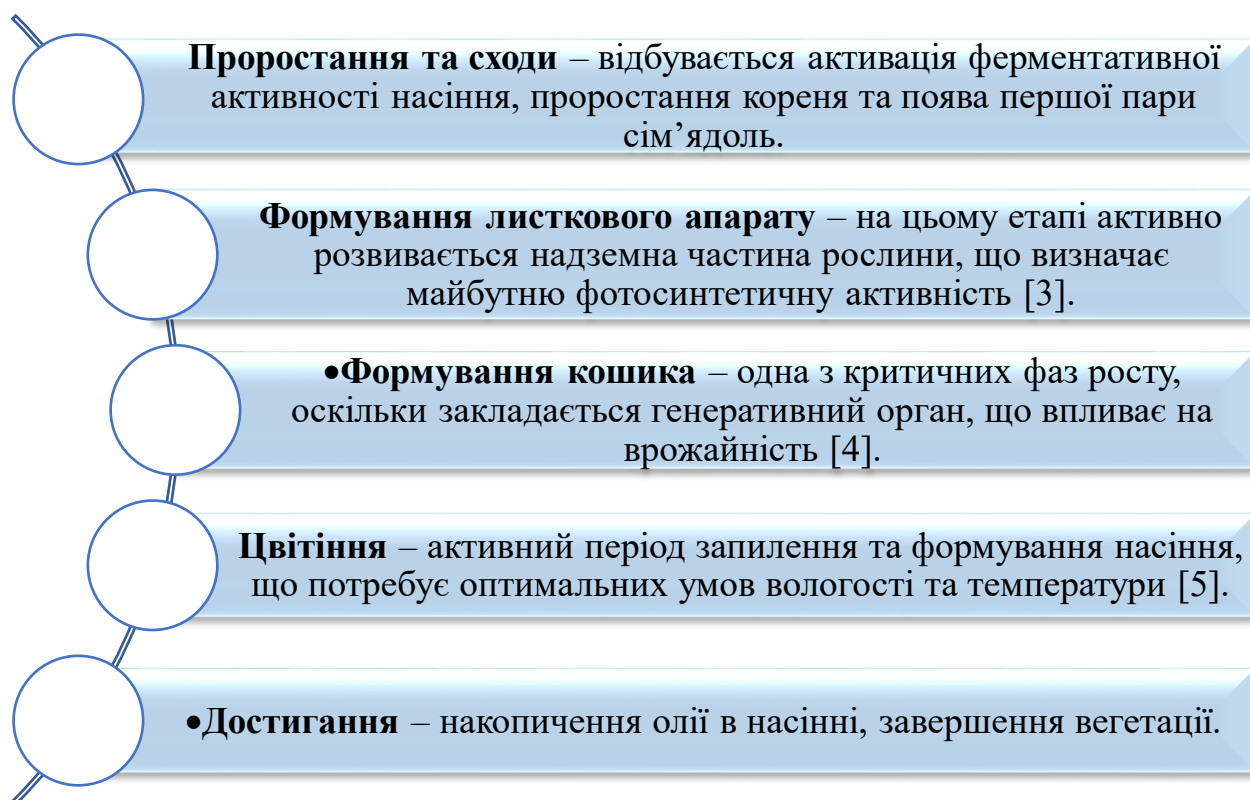 Проростання та сходи – відбувається активація ферментативної
активності насіння, проростання кореня та поява першої пари
сім’ядоль.
Формування листкового апарату – на цьому етапі активно
розвивається надземна частина рослини, що визначає
майбутню фотосинтетичну активність [3].
•Формування кошика – одна з критичних фаз росту,
оскільки закладається генеративний орган, що впливає на
врожайність [4].
Цвітіння – активний період запилення та формування насіння,
що потребує оптимальних умов вологості та температури [5].
•Достигання – накопичення олії в насінні, завершення вегетації.